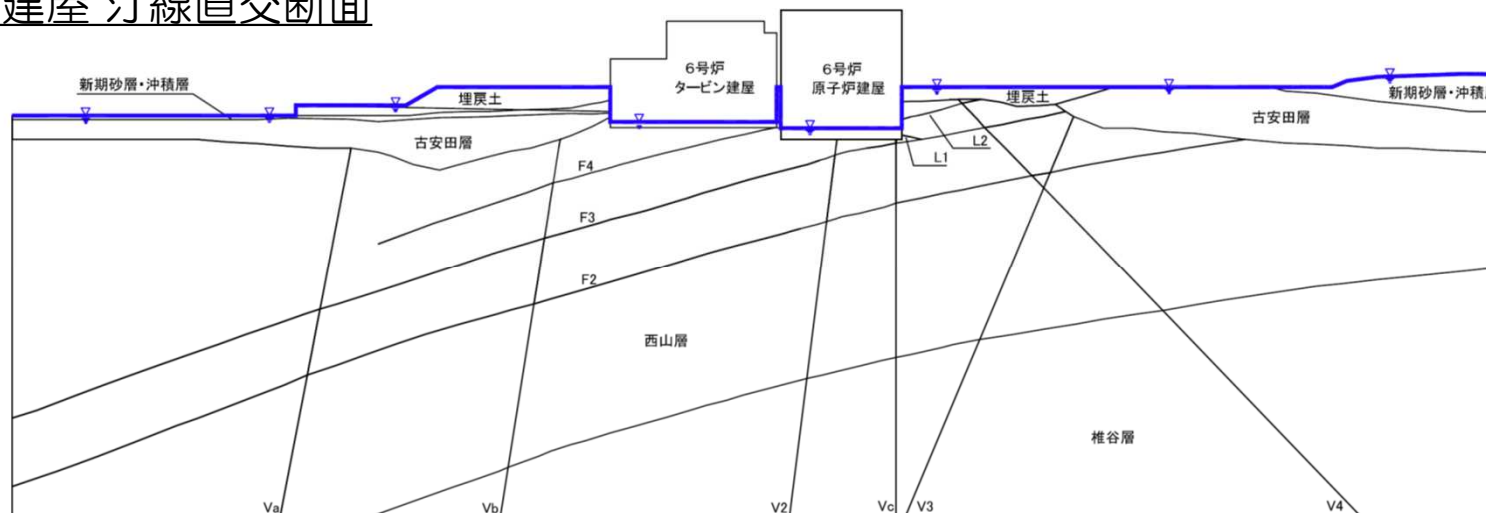 建屋 汀線直交断面
新期砂層・沖積層
6号炉
タービン建屋
6号炉
原子炉建屋
埋戻土
埋戻土
新期砂層・沖積
古安田層
古安田層
L2
L1
F4
F3
F2
西山層
椎谷層
Va
Vb
V2
Vc
V3
V4